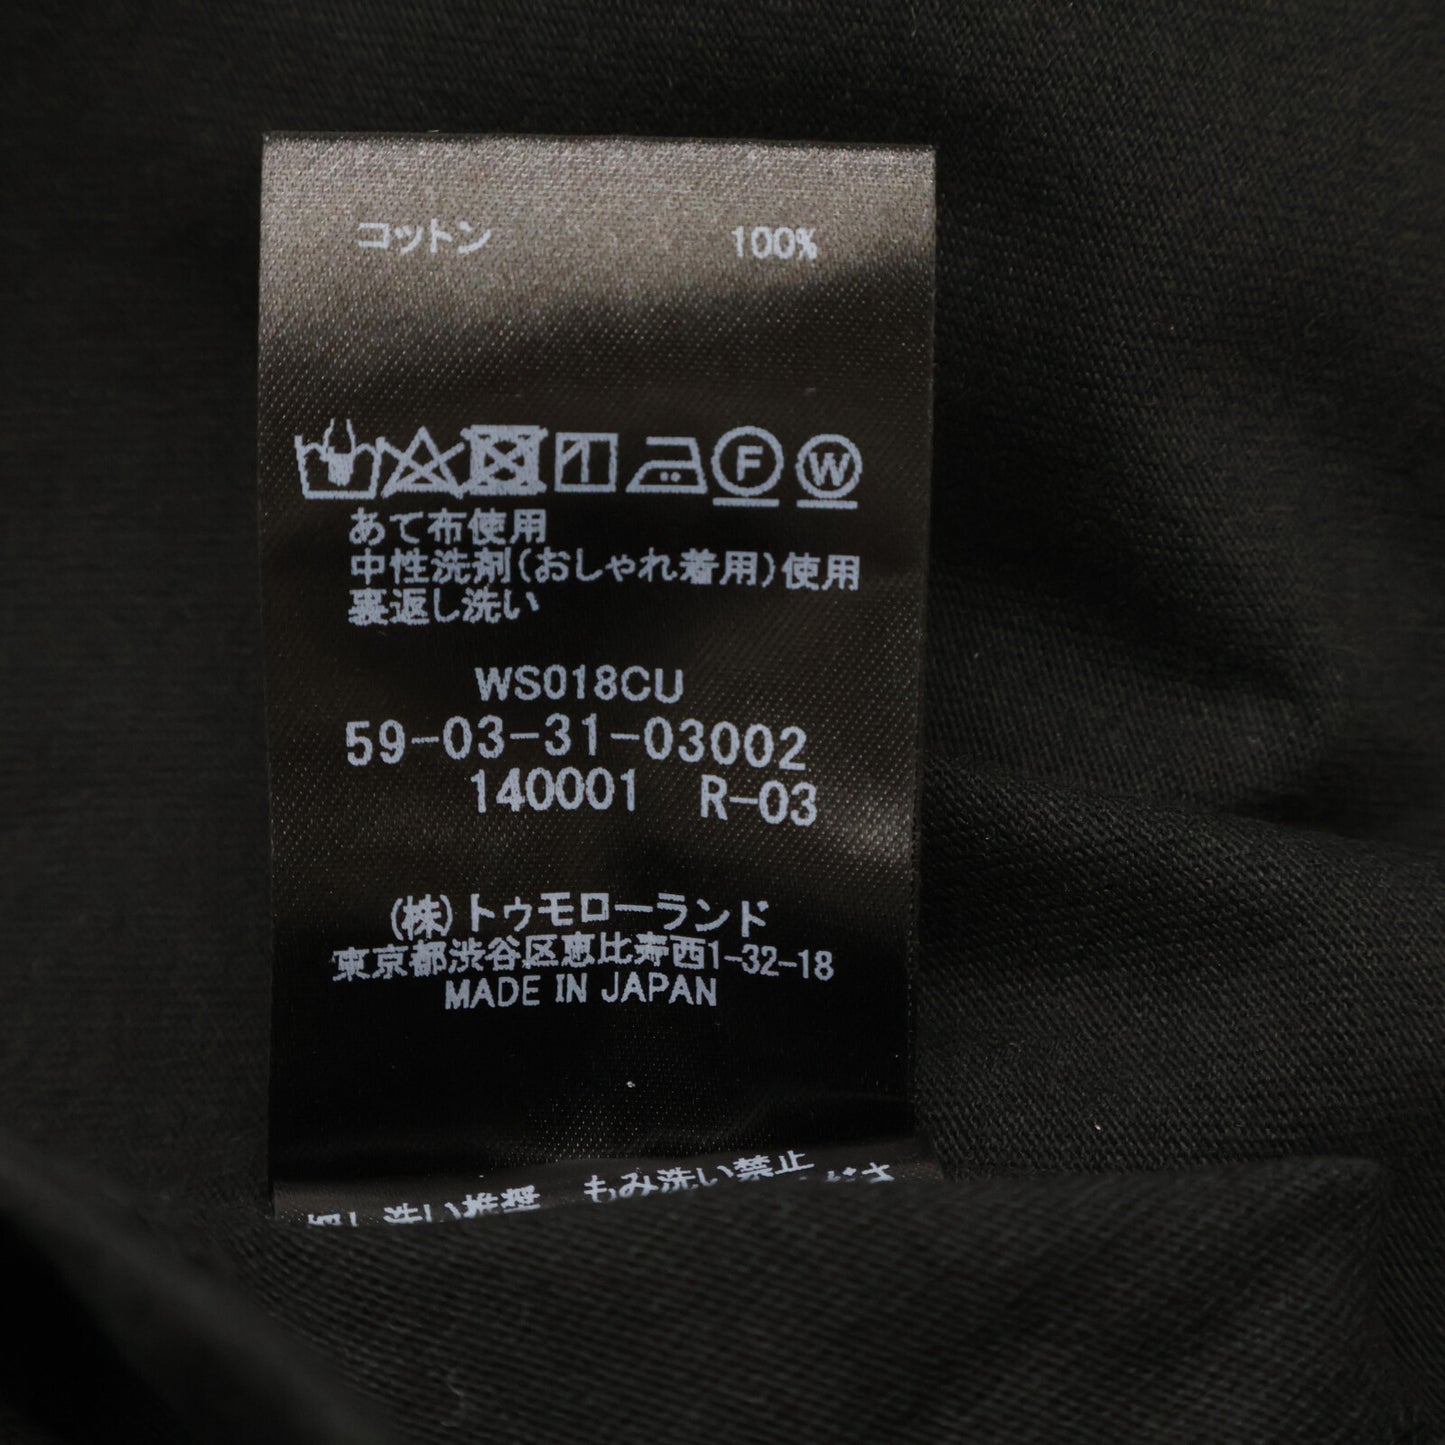 コットン 100%
F W
あて布使用
中性洗剤(おしゃれ着用)使用
裏返し洗い
WS018CU
59-03-31-03002
140001 R-03
(株)トゥモローランド
東京都渋谷区恵比寿西1-32-18
MADE IN JAPAN
もみ洗い禁止